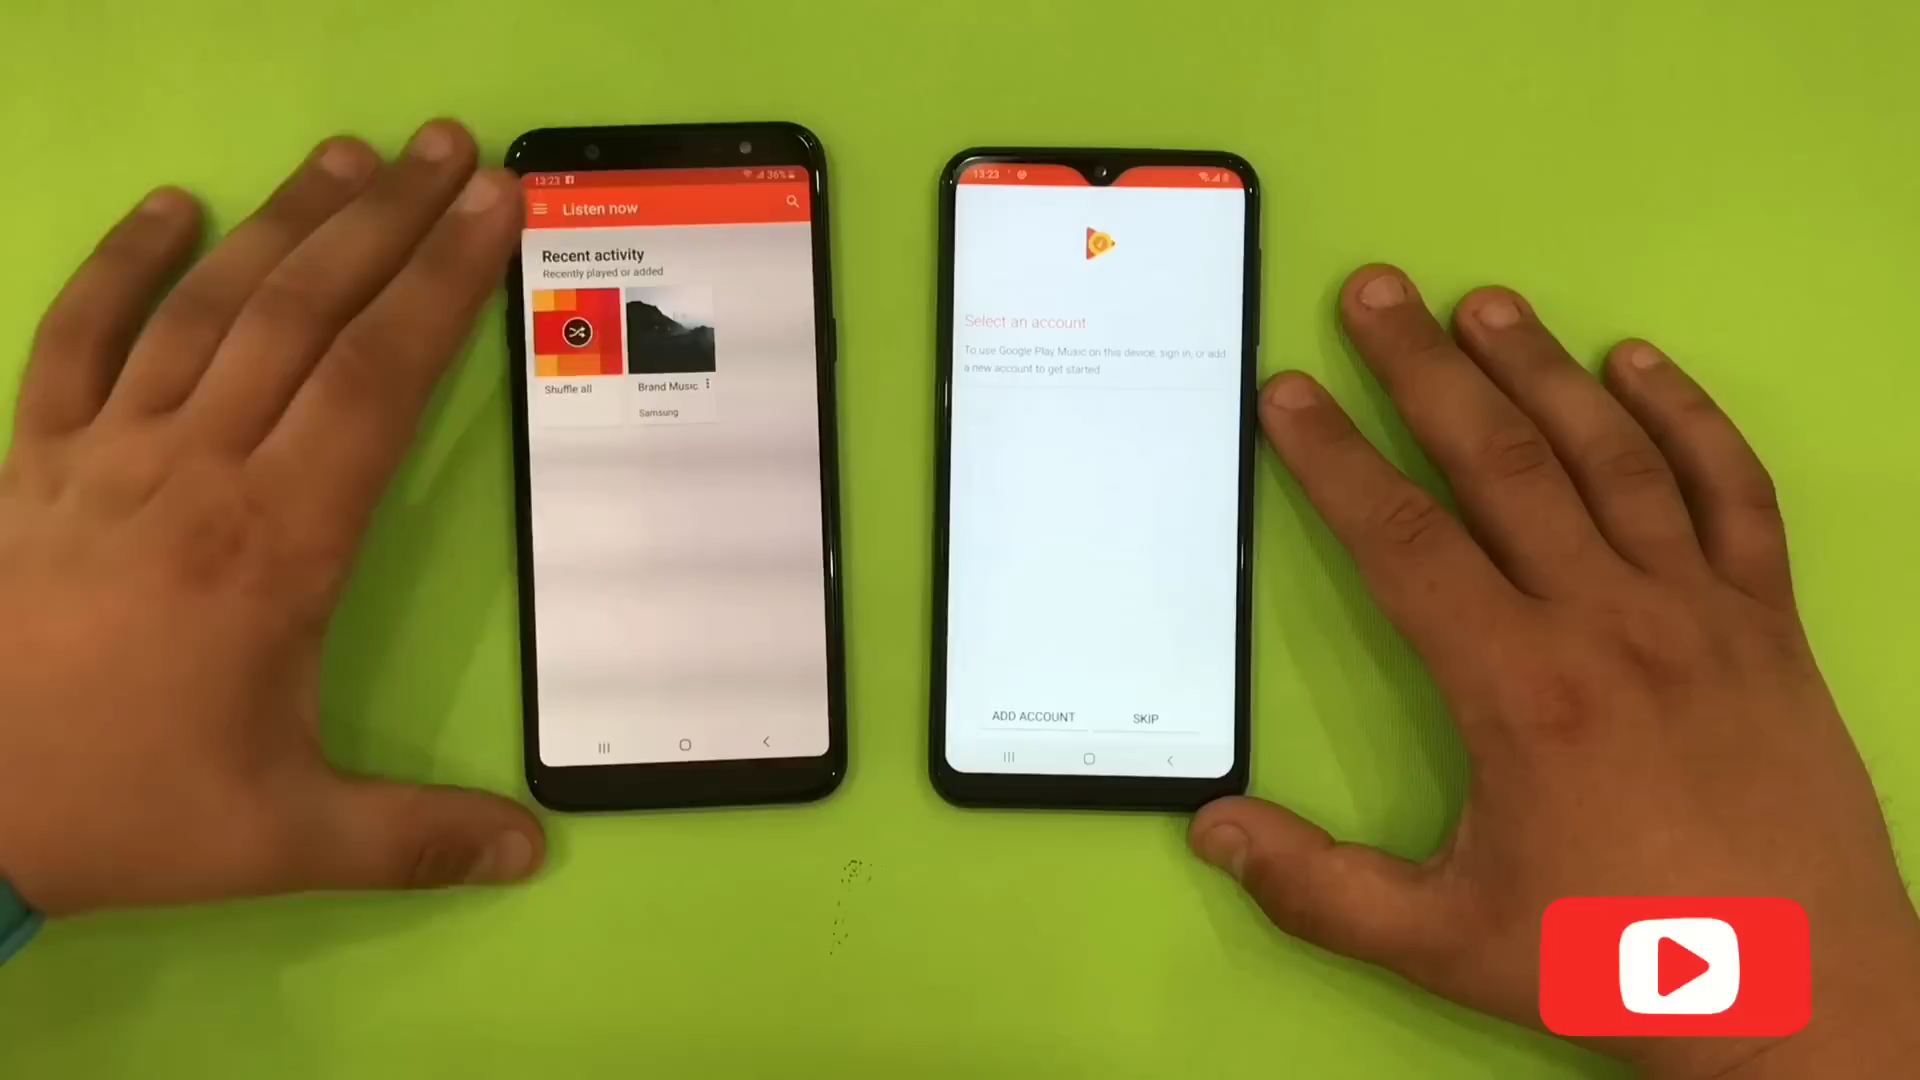 13:23
36%
Listen now
Recent activity
Recently played or added
Shuffle all
Brand Music
Samsung
13:23
Select an account
To use Google Play Music on this device, sign in, or add
a new account to get started
ADD ACCOUNT
SKIP